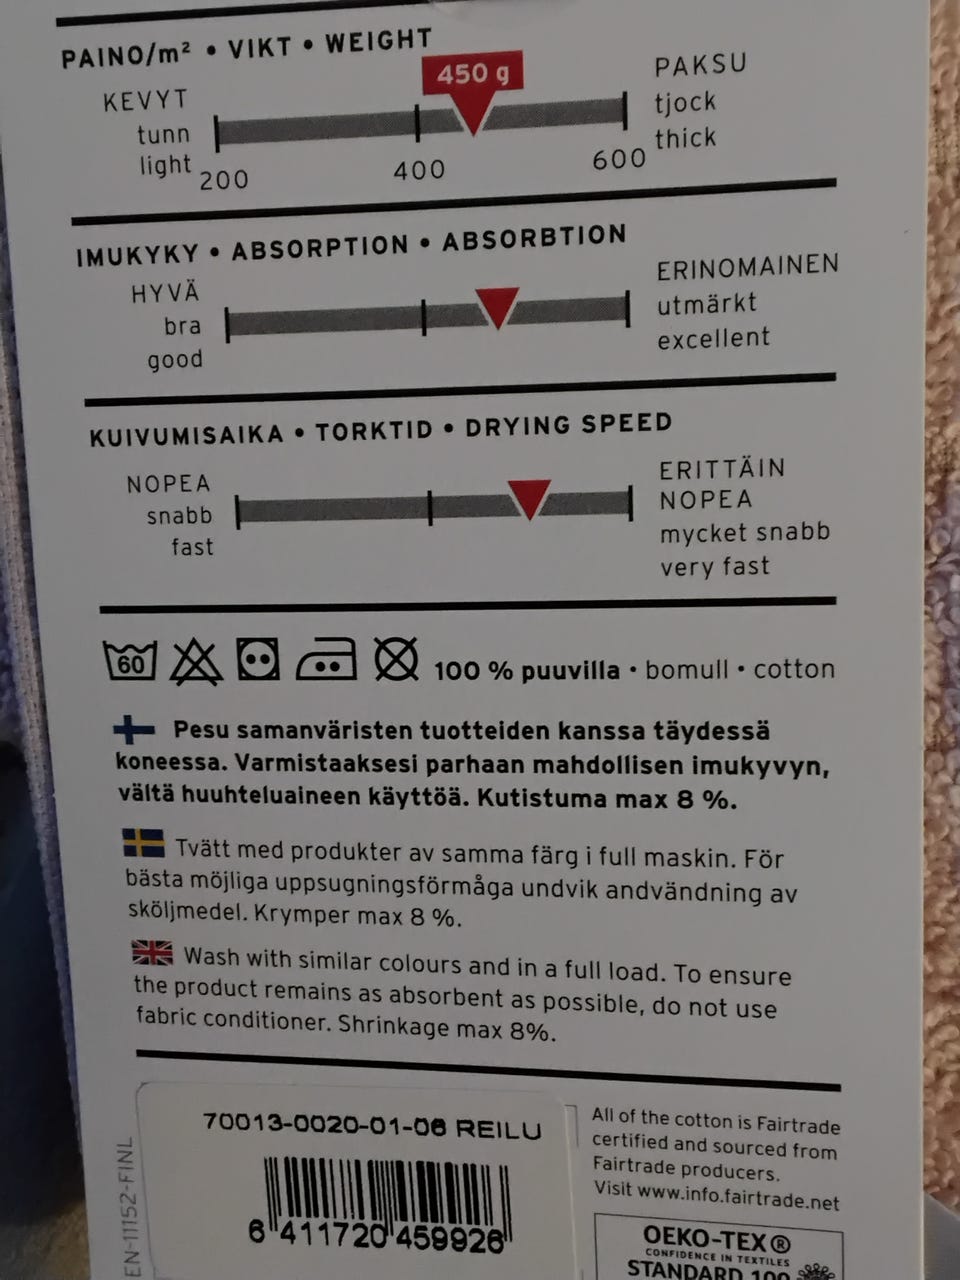 PAINO/m² • VIKT • WEIGHT
450 g
KEVYT
tunn
light
PAKSU
tjock
thick
200 400 600
IMUKYKY • ABSORPTION • ABSORBTION
HYVÄ
bra
good
ERINOMAINEN
utmärkt
excellent
KUIVUMISAIKA • TORKTID • DRYING SPEED
NOPEA
snabb
fast
ERITTÄIN
NOPEA
mycket snabb
very fast
60
100 % puuvilla • bomull • cotton
Pesu samanväristen tuotteiden kanssa täydessä
koneessa. Varmistaaksesi parhaan mahdollisen imukyvyn,
vältä huuhteluaineen käyttöä. Kutistuma max 8 %.
Tvätt med produkter av samma färg i full maskin. För
bästa möjliga uppsugningsförmåga undvik andvändning av
sköljmedel. Krymper max 8 %.
Wash with similar colours and in a full load. To ensure
the product remains as absorbent as possible, do not use
fabric conditioner. Shrinkage max 8%.
EN-11152-FINL
70013-0020-01-06 REILU
6 411720 459926
All of the cotton is Fairtrade
certified and sourced from
Fairtrade producers.
Visit www.info.fairtrade.net
OEKO-TEX®
CONFIDENCE IN TEXTILES
STANDARD 100